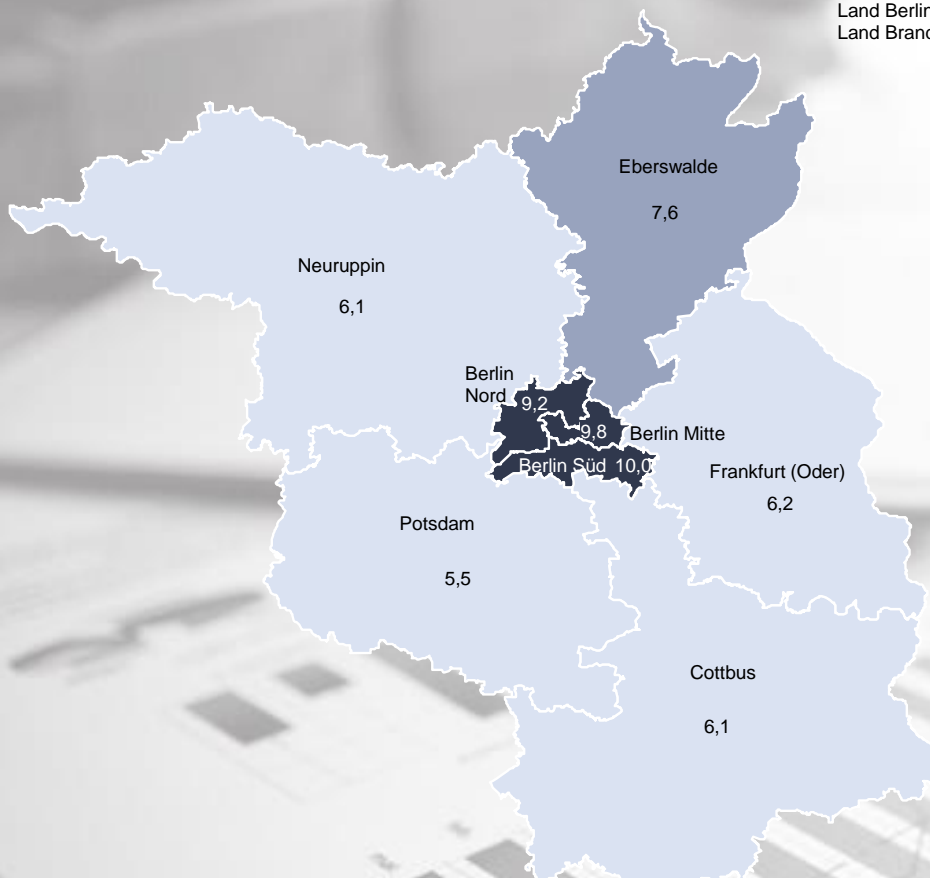 Land Berlin
Land Bran
Eberswalde
7,6
Neuruppin
6,1
Berlin
Nord
9,2
9,8
Berlin Mitte
Berlin Süd 10,0
Frankfurt (Oder)
6,2
Potsdam
5,5
Cottbus
6,1